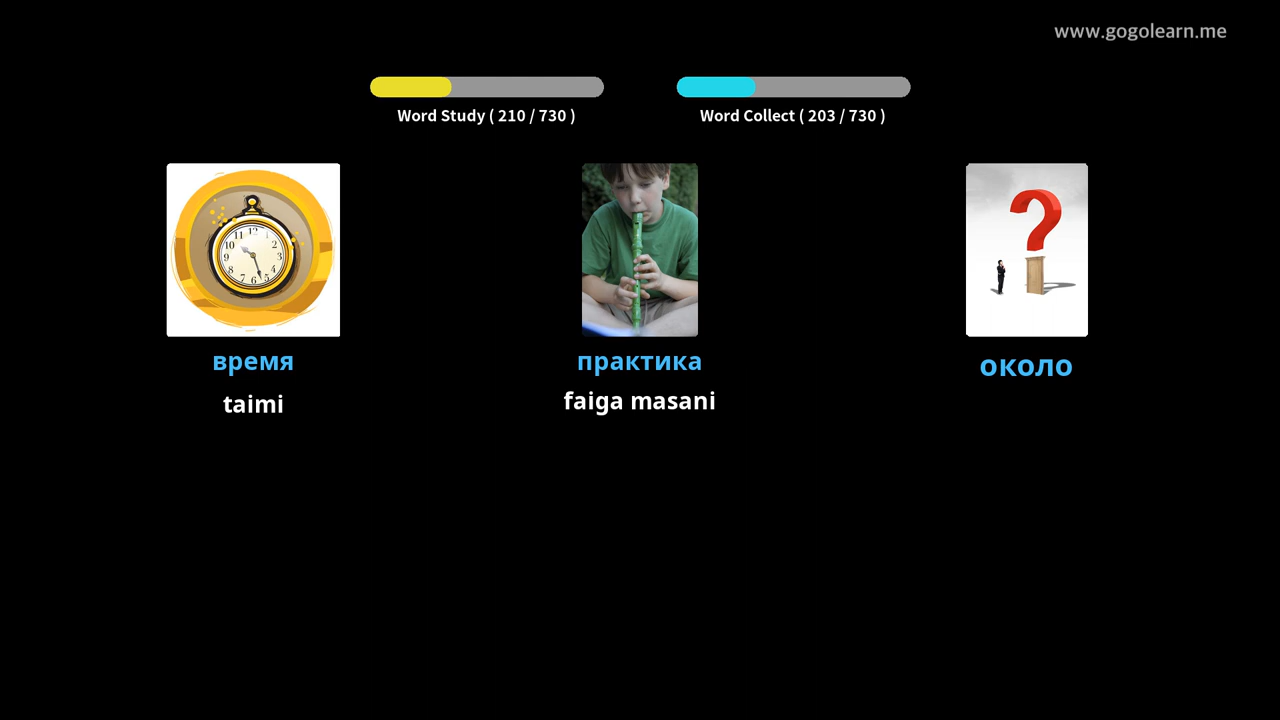 www.gogolearn.me
Word Study ( 210 / 730 )
Word Collect ( 203 / 730 )
время
практика
около
taimi
faiga masani